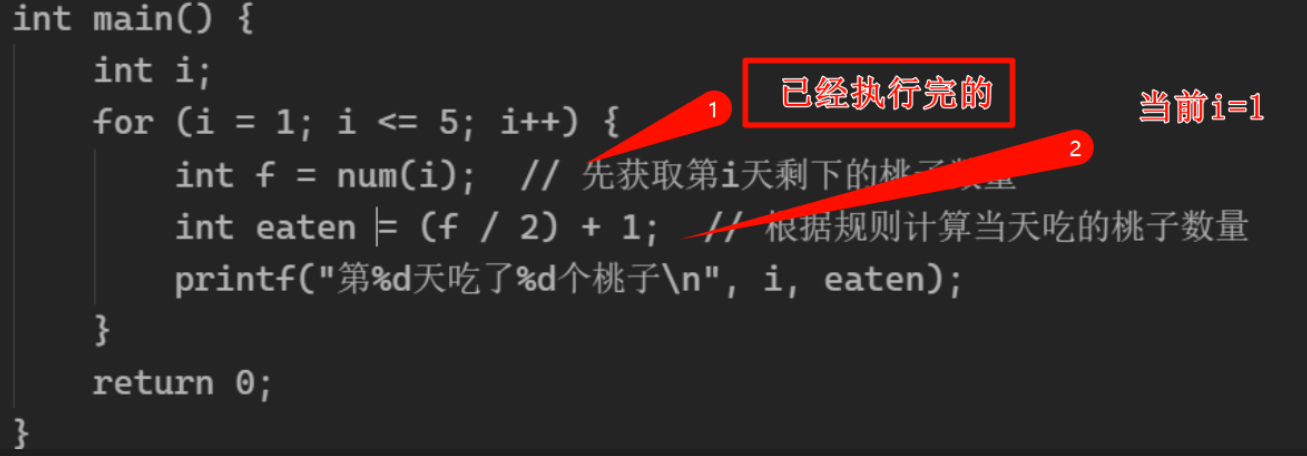 int main() {
int i;
for (i = 1; i <= 5; i++) {
1
已经执行完的
当前i=1
int f = num(i); // 先获取第i天剩下的桃子数量
2
int eaten = (f / 2) + 1; // 根据规则计算当天吃的桃子数量
printf("第%d天吃了%d个桃子\n", i, eaten);
}
return 0;
}